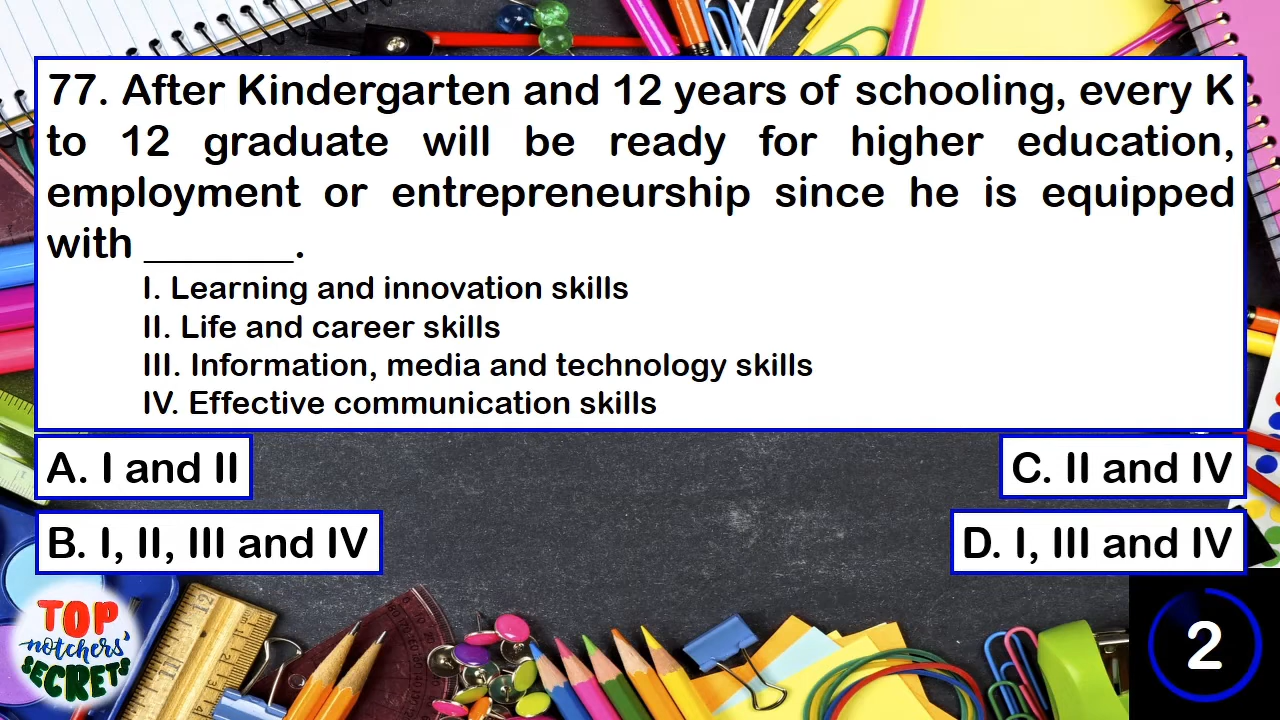 77. After Kindergarten and 12 years of schooling, every K
to 12 graduate will be ready for higher education,
employment or entrepreneurship since he is equipped
with _______.
I. Learning and innovation skills
II. Life and career skills
III. Information, media and technology skills
IV. Effective communication skills
A. I and II
C. II and IV
B. I, II, III and IV
D. I, III and IV
TOP
notchers'
SECRETS
2